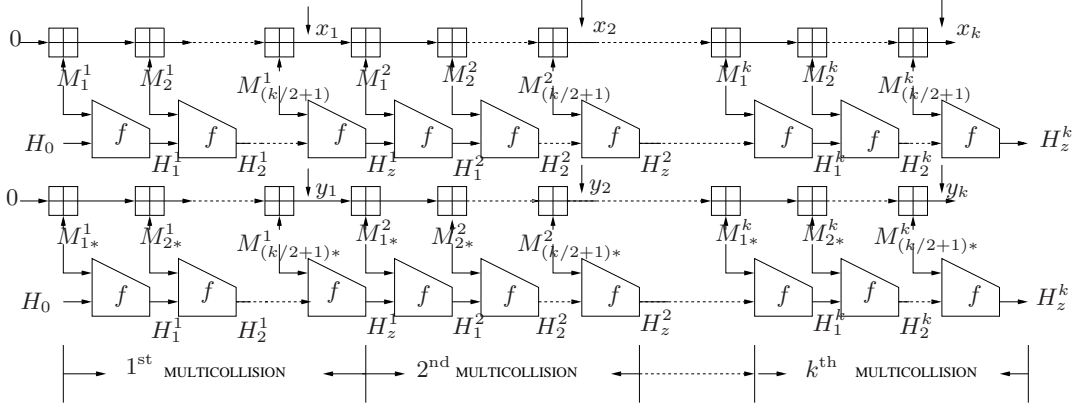 0 x_1 x_2 x_k
M_1^1 M_2^1 M_{(k/2+1)}^1 M_1^2 M_2^2 M_{(k/2+1)}^2 M_1^k M_2^k M_{(k/2+1)}^k
H_0 f f f f f f f f f H_z^k
H_1^1 H_2^1 H_z^1 H_1^2 H_2^2 H_z^2 H_1^k H_2^k
0 y_1 y_2 y_k
M_{1*}^1 M_{2*}^1 M_{(k/2+1)*}^1 M_{1*}^2 M_{2*}^2 M_{(k/2+1)*}^2 M_{1*}^k M_{2*}^k M_{(k/2+1)*}^k
H_0 f f f f f f f f f H_z^k
H_1^1 H_2^1 H_z^1 H_1^2 H_2^2 H_z^2 H_1^k H_2^k
1^{st} MULTICOLLISION 2^{nd} MULTICOLLISION k^{th} MULTICOLLISION